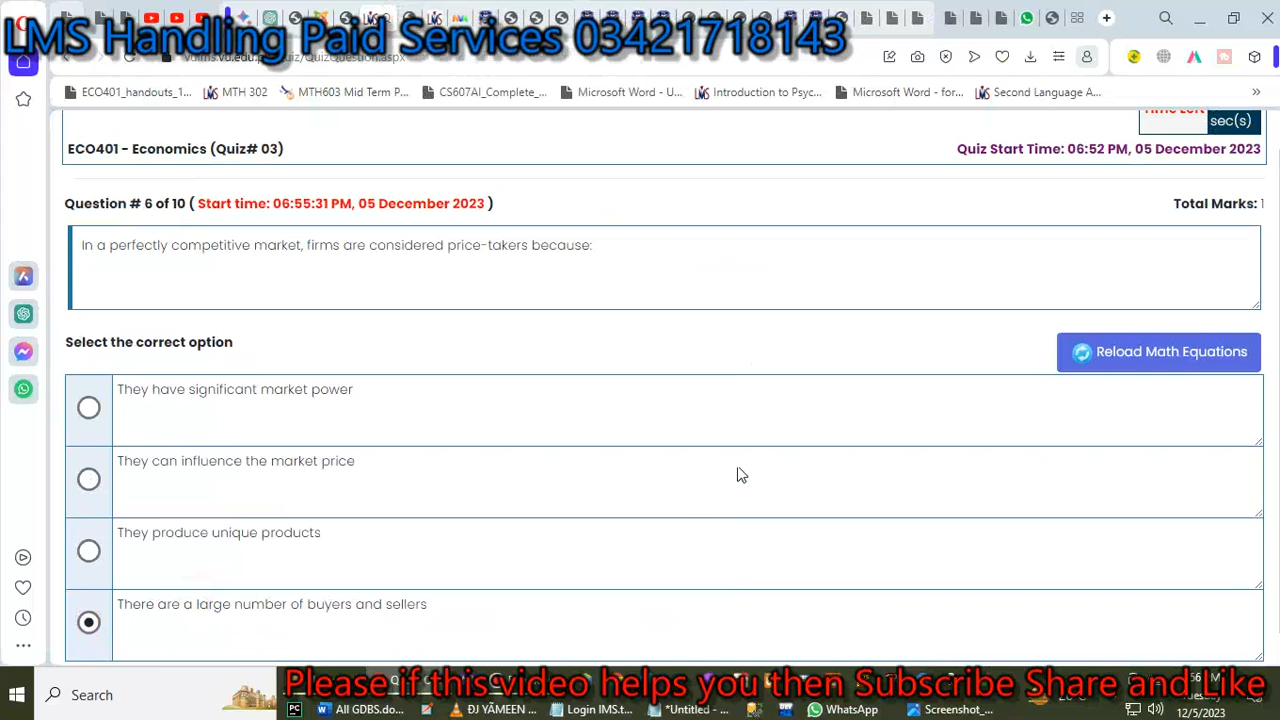 LMS Handling Paid Services 03421718143
ECO401_handouts_1...
MTH 302
MTH603 Mid Term P...
CS607AI_Complete_...
Microsoft Word - U...
Introduction to Psyc...
Microsoft Word - for...
Second Language A...
sec(s)
ECO401 - Economics (Quiz# 03)
Quiz Start Time: 06:52 PM, 05 December 2023
Question # 6 of 10 ( Start time: 06:55:31 PM, 05 December 2023 )
Total Marks: 1
In a perfectly competitive market, firms are considered price-takers because:
Select the correct option
Reload Math Equations
They have significant market power
They can influence the market price
They produce unique products
There are a large number of buyers and sellers
Please if this video helps you then Subscribe Share and Like
Search
All GDBS.do...
ĐJ YÃMEEN ...
Login IMS.t...
*Untitled - ...
WhatsApp
Screenshot_...
12/5/2023